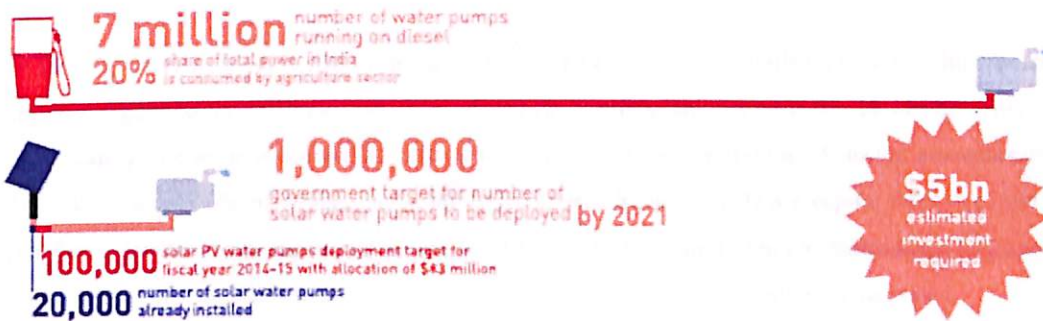 7 million number of water pumps
running on diesel
20% share of total power in India
is consumed by agriculture sector
1,000,000
government target for number of
solar water pumps to be deployed by 2021
$5bn
estimated
investment
required
100,000 solar PV water pumps deployment target for
fiscal year 2014-15 with allocation of $43 million
20,000 number of solar water pumps
already installed